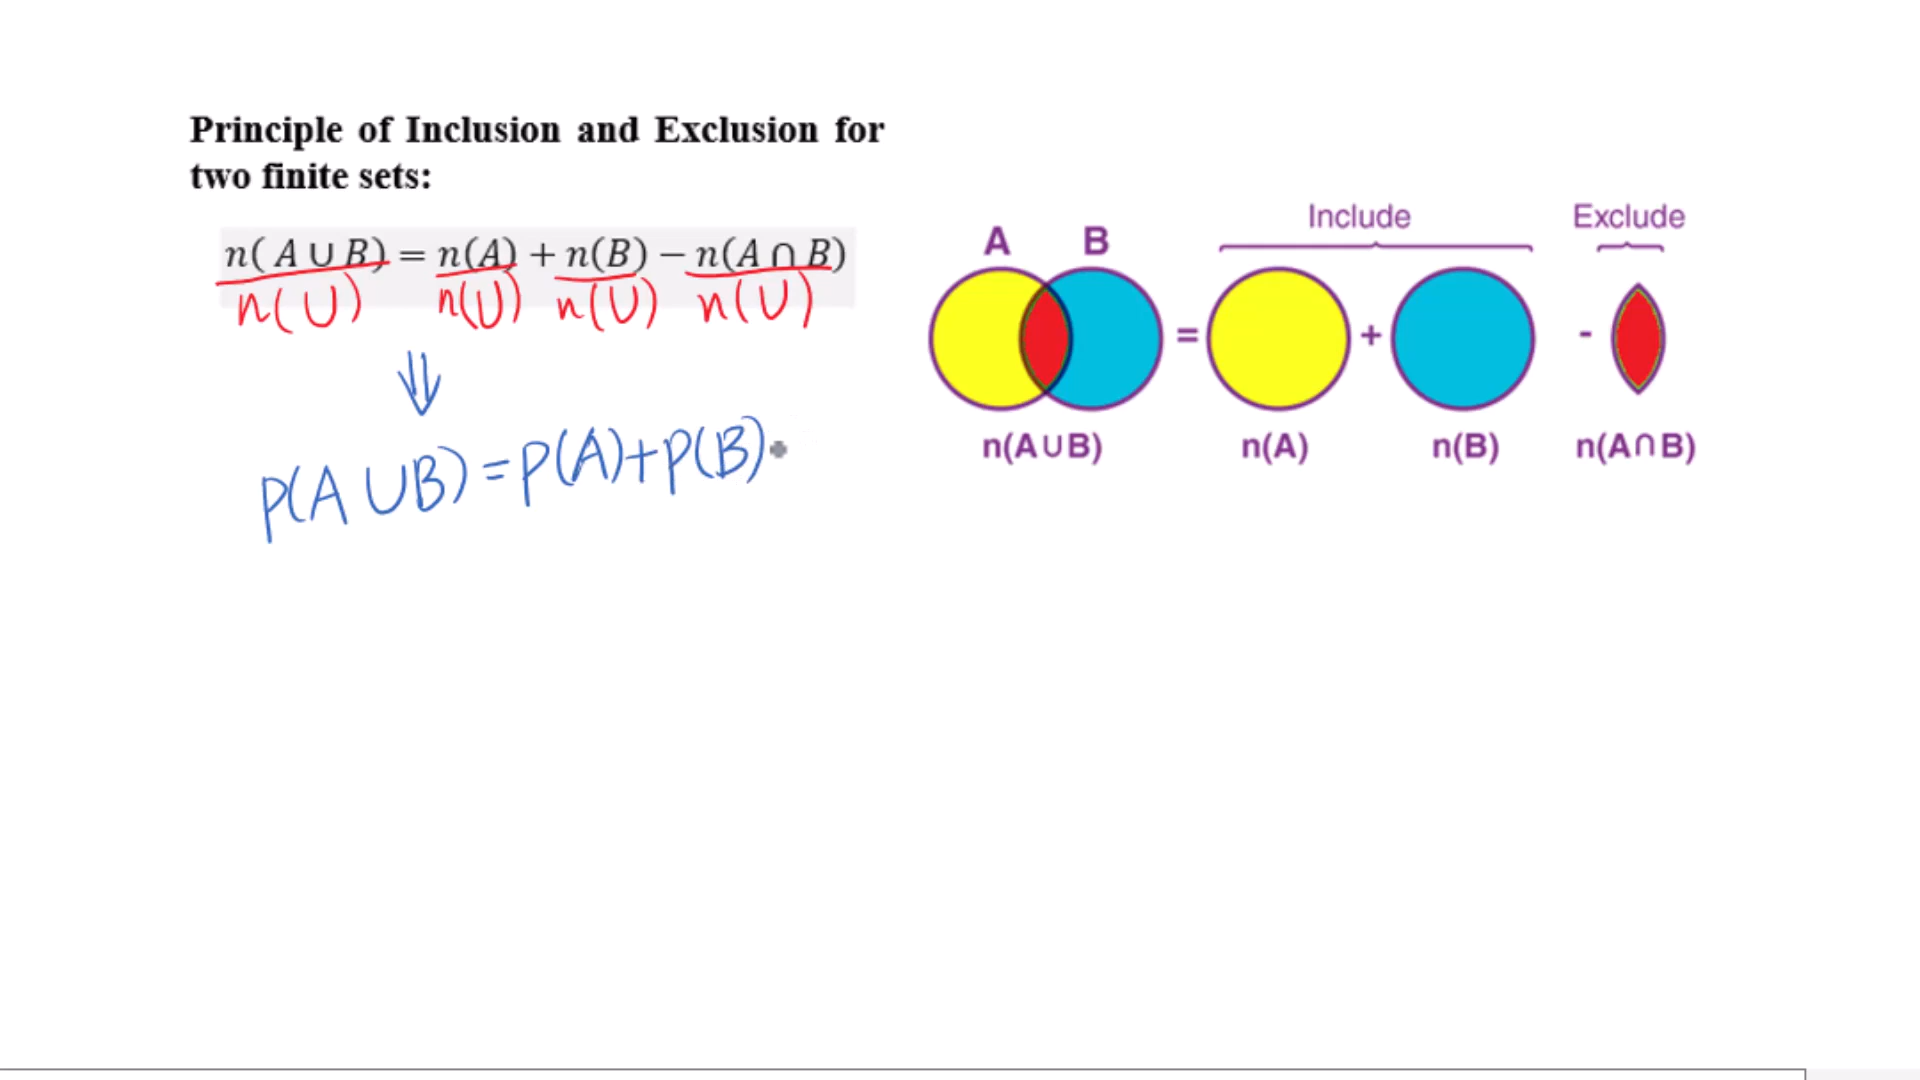 Principle of Inclusion and Exclusion for
two finite sets:
n( A ∪ B) = n(A) + n(B) − n(A ∩ B)
n(U) n(U) n(U) n(U)
P(A ∪ B) = P(A) + P(B)
Include Exclude
A B
= + -
n(A∪B) n(A) n(B) n(A∩B)